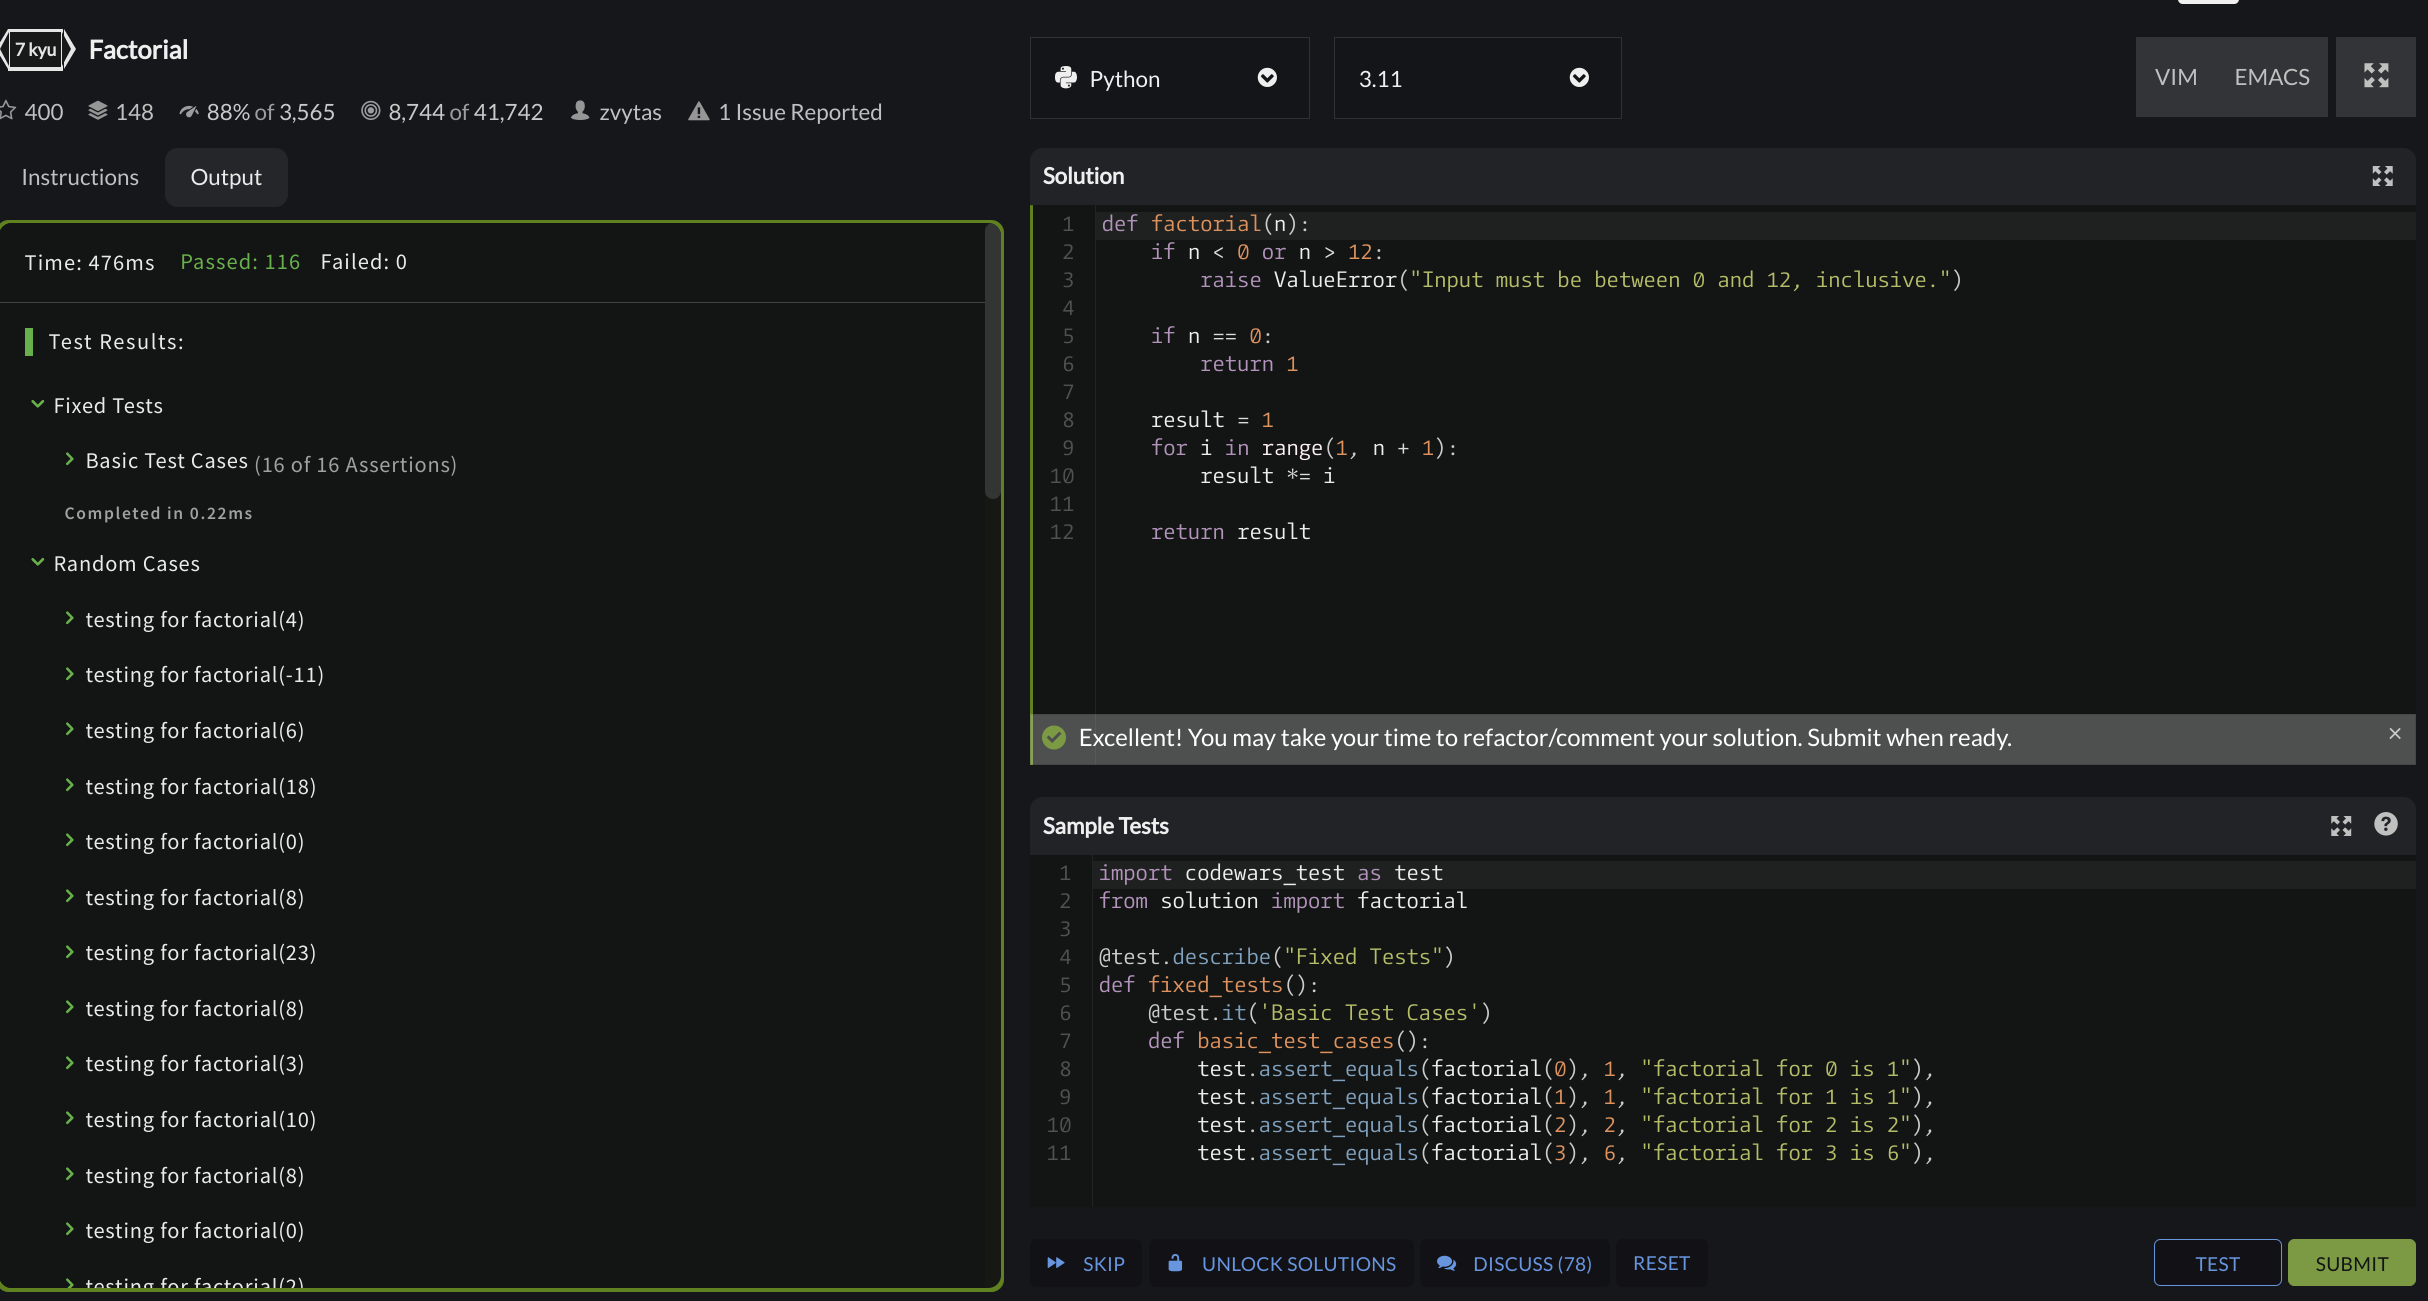 7 kyu Factorial
400 148 88% of 3,565 8,744 of 41,742 zvytas 1 Issue Reported
Instructions Output
Time: 476ms Passed: 116 Failed: 0
Test Results:
Fixed Tests
Basic Test Cases (16 of 16 Assertions)
Completed in 0.22ms
Random Cases
testing for factorial(4)
testing for factorial(-11)
testing for factorial(6)
testing for factorial(18)
testing for factorial(0)
testing for factorial(8)
testing for factorial(23)
testing for factorial(8)
testing for factorial(3)
testing for factorial(10)
testing for factorial(8)
testing for factorial(0)
testing for factorial(2)
Python 3.11 VIM EMACS
Solution
1 def factorial(n):
2     if n < 0 or n > 12:
3         raise ValueError("Input must be between 0 and 12, inclusive.")
4
5     if n == 0:
6         return 1
7
8     result = 1
9     for i in range(1, n + 1):
10         result *= i
11
12     return result
Excellent! You may take your time to refactor/comment your solution. Submit when ready. ×
Sample Tests ?
1 import codewars_test as test
2 from solution import factorial
3
4 @test.describe("Fixed Tests")
5 def fixed_tests():
6     @test.it('Basic Test Cases')
7     def basic_test_cases():
8         test.assert_equals(factorial(0), 1, "factorial for 0 is 1"),
9         test.assert_equals(factorial(1), 1, "factorial for 1 is 1"),
10         test.assert_equals(factorial(2), 2, "factorial for 2 is 2"),
11         test.assert_equals(factorial(3), 6, "factorial for 3 is 6"),
SKIP UNLOCK SOLUTIONS DISCUSS (78) RESET TEST SUBMIT